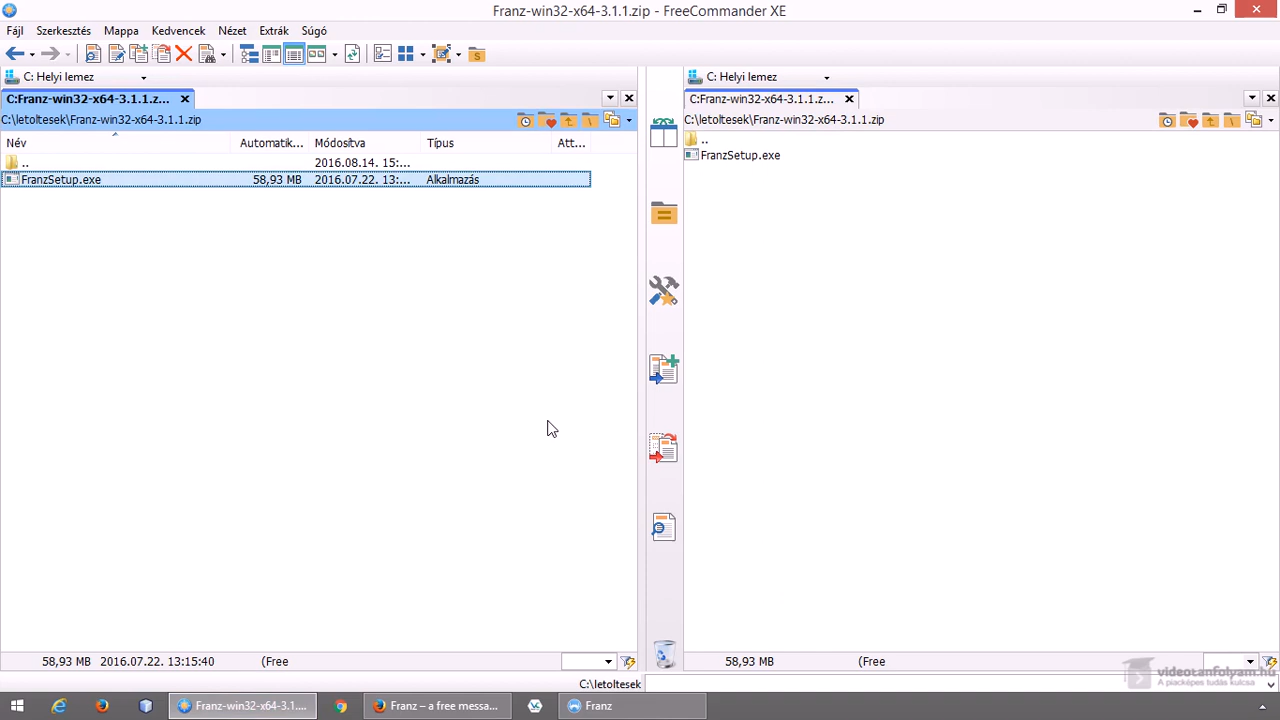 Franz-win32-x64-3.1.1.zip - FreeCommander XE
Fájl Szerkesztés Mappa Kedvencek Nézet Extrák Súgó
S
C: Helyi lemez
C: Helyi lemez
C:Franz-win32-x64-3.1.1.z...
C:Franz-win32-x64-3.1.1.z...
C:\letoltesek\Franz-win32-x64-3.1.1.zip
C:\letoltesek\Franz-win32-x64-3.1.1.zip
Név Automatik... Módosítva Típus Att...
.. 2016.08.14. 15:...
FranzSetup.exe 58,93 MB 2016.07.22. 13:... Alkalmazás
..
FranzSetup.exe
58,93 MB 2016.07.22. 13:15:40 (Free
58,93 MB (Free
C:\letoltesek
videotanfolyam.hu
A piacképes tudás kulcsa
Franz-win32-x64-3.1.1....
Franz – a free messa...
Franz